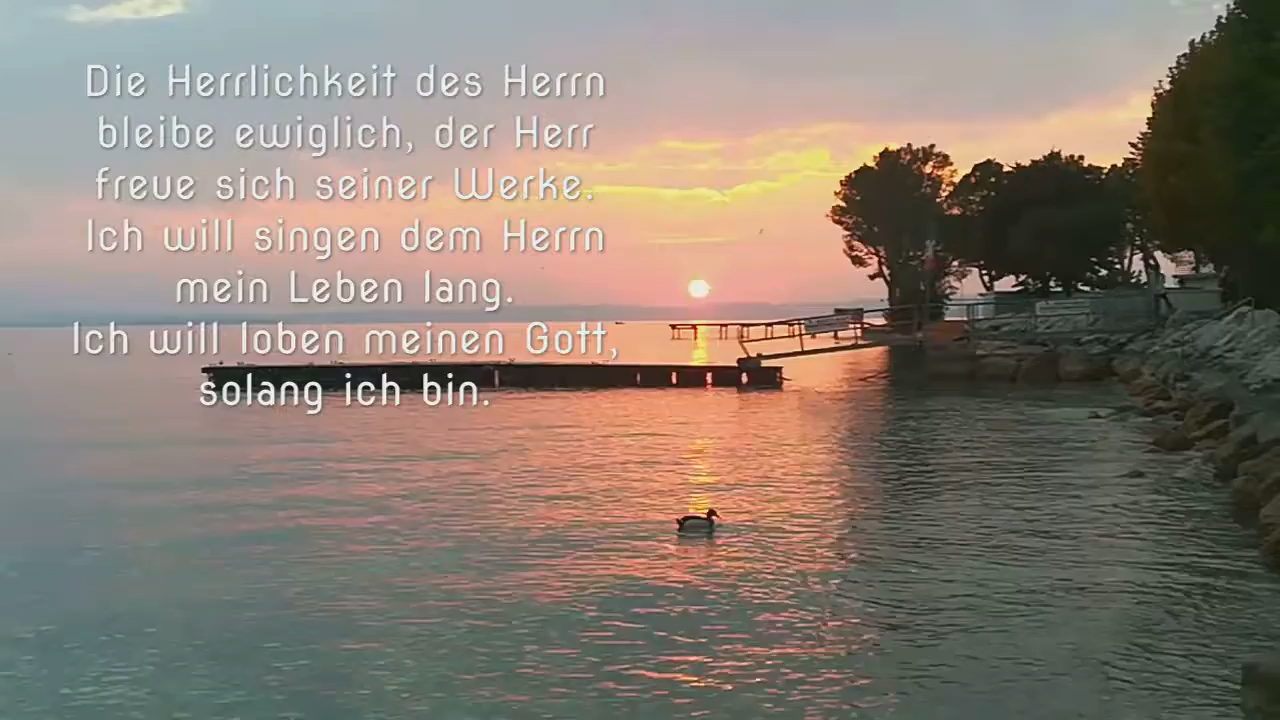 Die Herrlichkeit des Herrn
bleibe ewiglich, der Herr
freue sich seiner Werke.
Ich will singen dem Herrn
mein Leben lang.
Ich will loben meinen Gott,
solang ich bin.